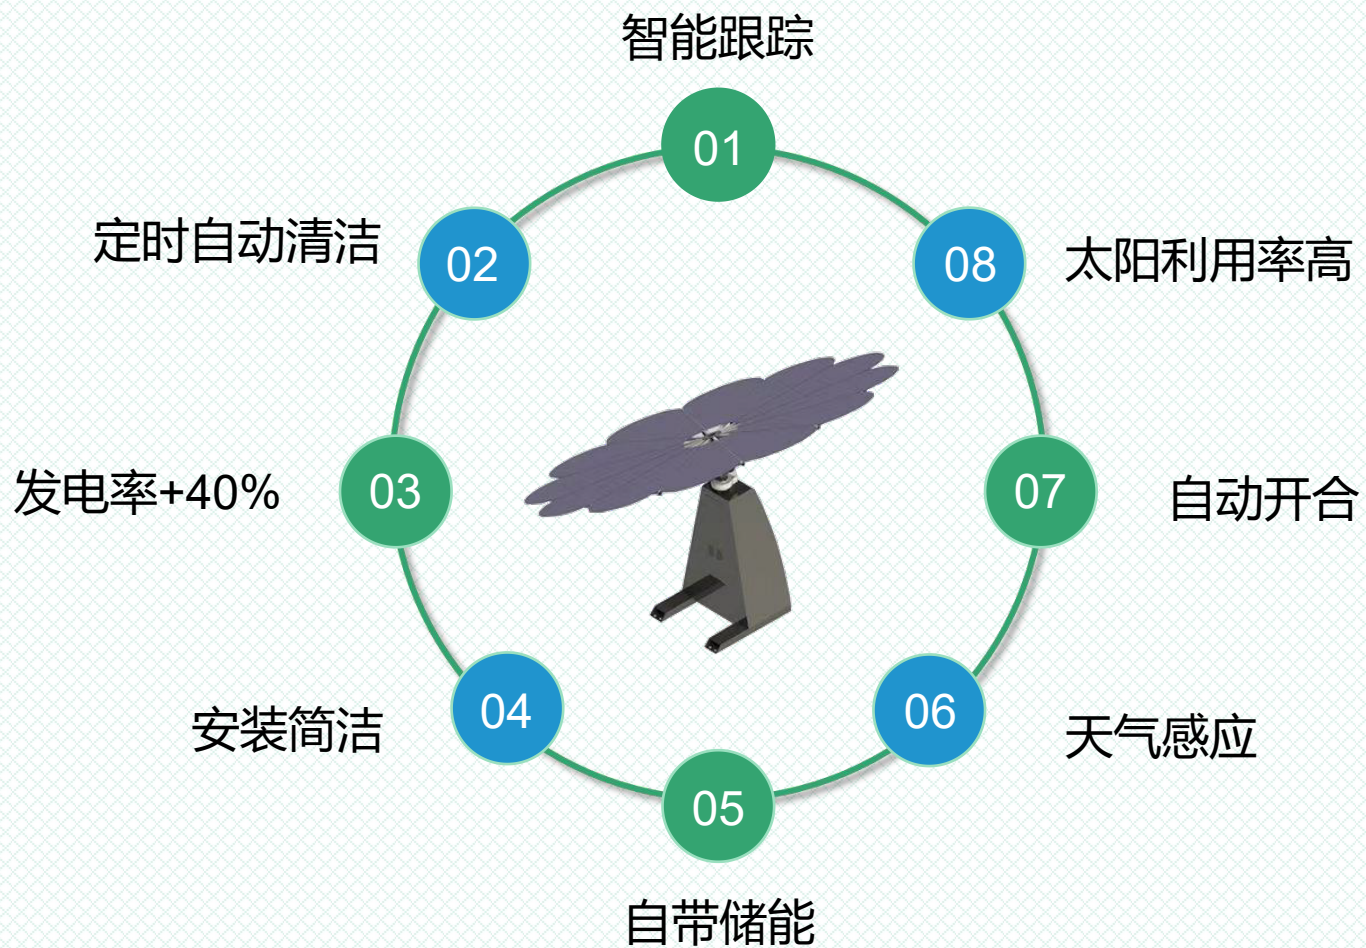 智能跟踪
01
定时自动清洁
02
08
太阳利用率高
发电率+40%
03
07
自动开合
安装简洁
04
06
天气感应
05
自带储能